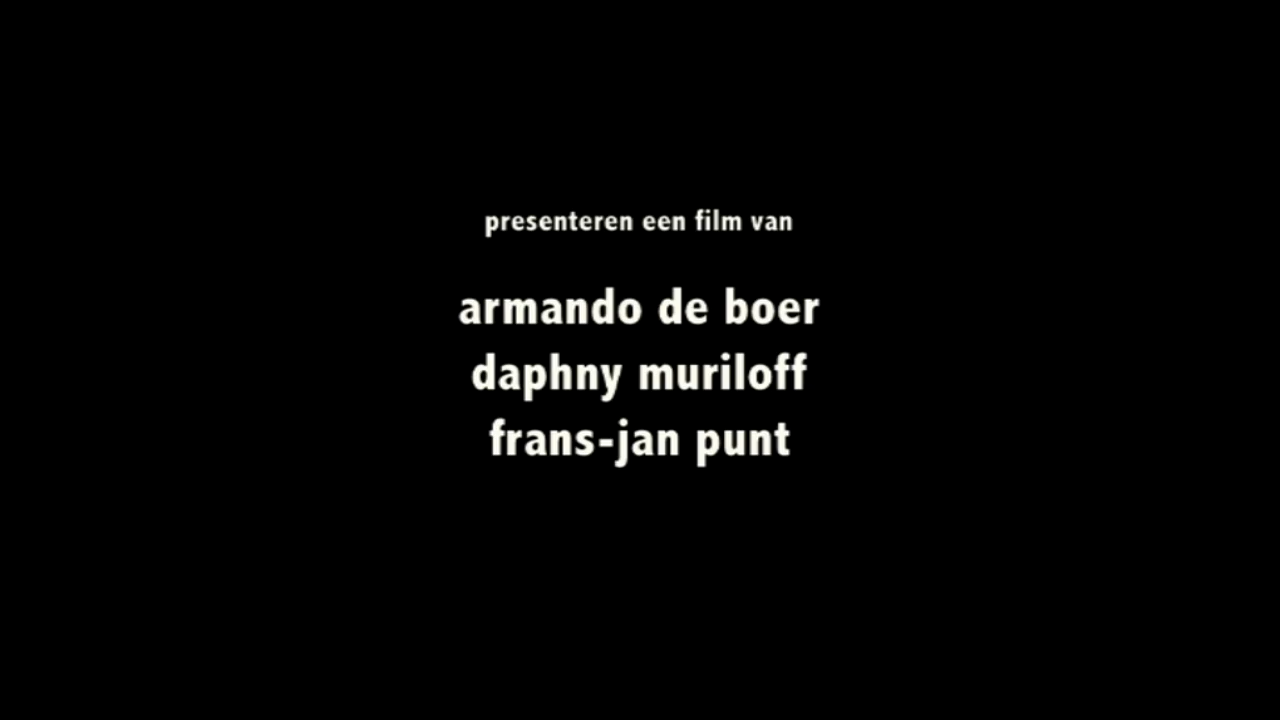 presenteren een film van
armando de boer
daphny muriloff
frans-jan punt